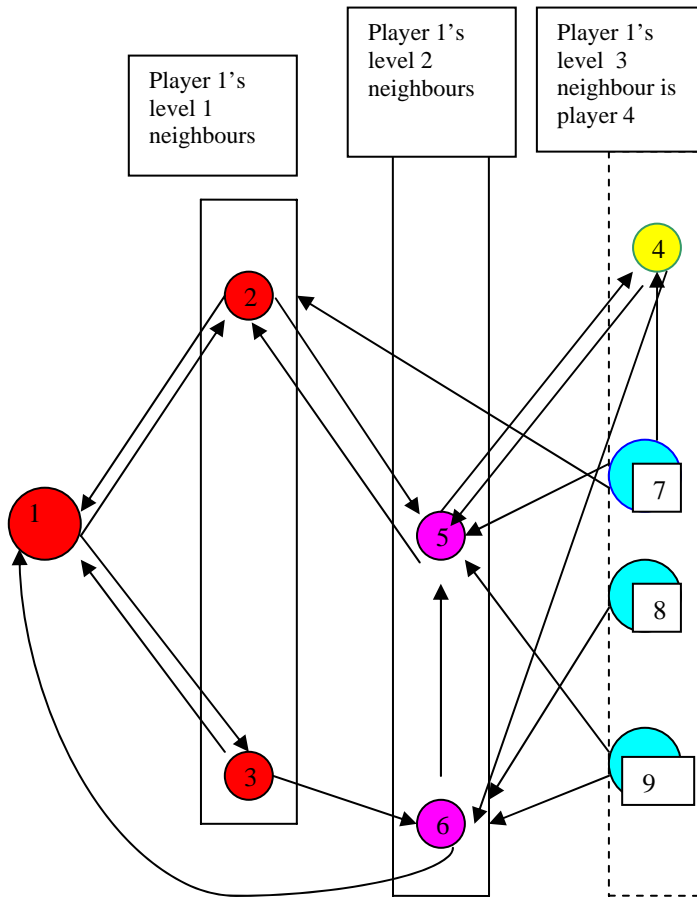 Player 1’s
level 1
neighbours
Player 1’s
level 2
neighbours
Player 1’s
level  3
neighbour is
player 4
4
2
7
1
5
8
3
6
9